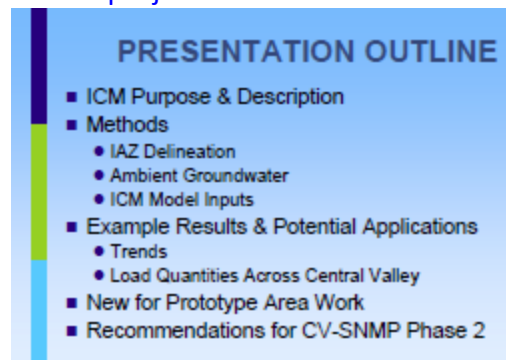 PRESENTATION OUTLINE
ICM Purpose & Description
Methods
IAZ Delineation
Ambient Groundwater
ICM Model Inputs
Example Results & Potential Applications
Trends
Load Quantities Across Central Valley
New for Prototype Area Work
Recommendations for CV-SNMP Phase 2